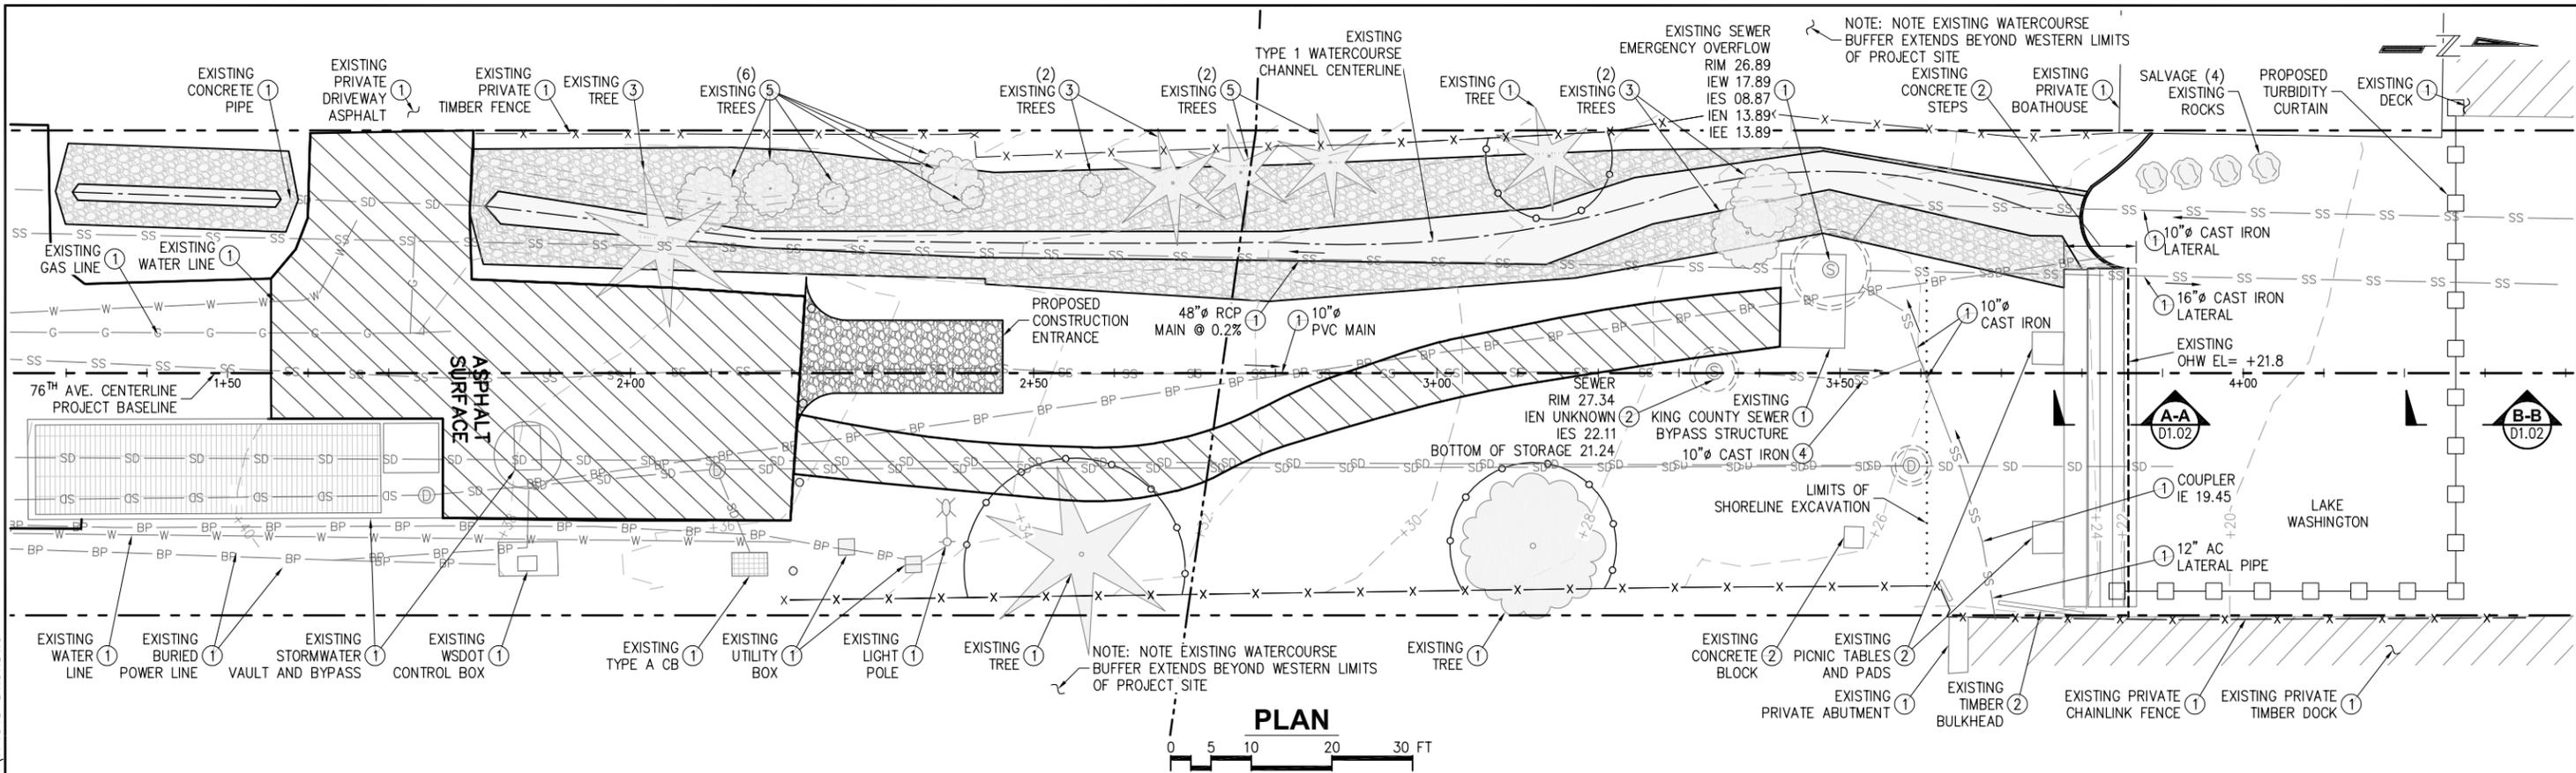 EXISTING
CONCRETE
PIPE
1
EXISTING
PRIVATE
DRIVEWAY
ASPHALT
1
EXISTING
PRIVATE
TIMBER FENCE
1
EXISTING
TREE
3
(6)
EXISTING
TREES
5
(2)
EXISTING
TREES
3
(2)
EXISTING
TREES
5
EXISTING
TYPE 1 WATERCOURSE
CHANNEL CENTERLINE
1
EXISTING SEWER
EMERGENCY OVERFLOW
RIM 26.89
IEW 17.89
IES 08.87
IEN 13.89
IEE 13.89
1
EXISTING
TREE
1
(2)
EXISTING
TREES
3
NOTE: NOTE EXISTING WATERCOURSE
BUFFER EXTENDS BEYOND WESTERN LIMITS
OF PROJECT SITE
EXISTING
CONCRETE
STEPS
2
EXISTING
PRIVATE
BOATHOUSE
1
SALVAGE (4)
EXISTING
ROCKS
PROPOSED
TURBIDITY
CURTAIN
EXISTING
DECK
1
Z
EXISTING
GAS LINE
1
EXISTING
WATER LINE
1
76TH AVE. CENTERLINE
PROJECT BASELINE
1+50
2+00
2+50
3+00
3+50
4+00
ASPHALT
SURFACE
PROPOSED
CONSTRUCTION
ENTRANCE
48"ø RCP
MAIN @ 0.2%
1
1
10"ø
PVC MAIN
SEWER
RIM 27.34
IEN UNKNOWN
IES 22.11
BOTTOM OF STORAGE 21.24
2
EXISTING
KING COUNTY SEWER
BYPASS STRUCTURE
1
10"ø CAST IRON
4
1
10"ø
CAST IRON
1
10"ø CAST IRON
LATERAL
1
16"ø CAST IRON
LATERAL
EXISTING
OHW EL= +21.8
A-A
D1.02
B-B
D1.02
LIMITS OF
SHORELINE EXCAVATION
1
COUPLER
IE 19.45
1
12" AC
LATERAL PIPE
LAKE
WASHINGTON
+40
+38
+36
+34
+32
+30
+28
+26
+24
+22
+20
EXISTING
WATER
LINE
1
EXISTING
BURIED
POWER LINE
1
EXISTING
STORMWATER
VAULT AND BYPASS
1
EXISTING
WSDOT
CONTROL BOX
1
EXISTING
TYPE A CB
1
EXISTING
UTILITY
BOX
1
EXISTING
LIGHT
POLE
1
EXISTING
TREE
1
NOTE: NOTE EXISTING WATERCOURSE
BUFFER EXTENDS BEYOND WESTERN LIMITS
OF PROJECT SITE
EXISTING
TREE
1
EXISTING
CONCRETE
BLOCK
2
EXISTING
PICNIC TABLES
AND PADS
2
EXISTING
PRIVATE ABUTMENT
1
EXISTING
TIMBER
BULKHEAD
2
EXISTING PRIVATE
CHAINLINK FENCE
1
EXISTING PRIVATE
TIMBER DOCK
1
PLAN
0 5 10 20 30 FT